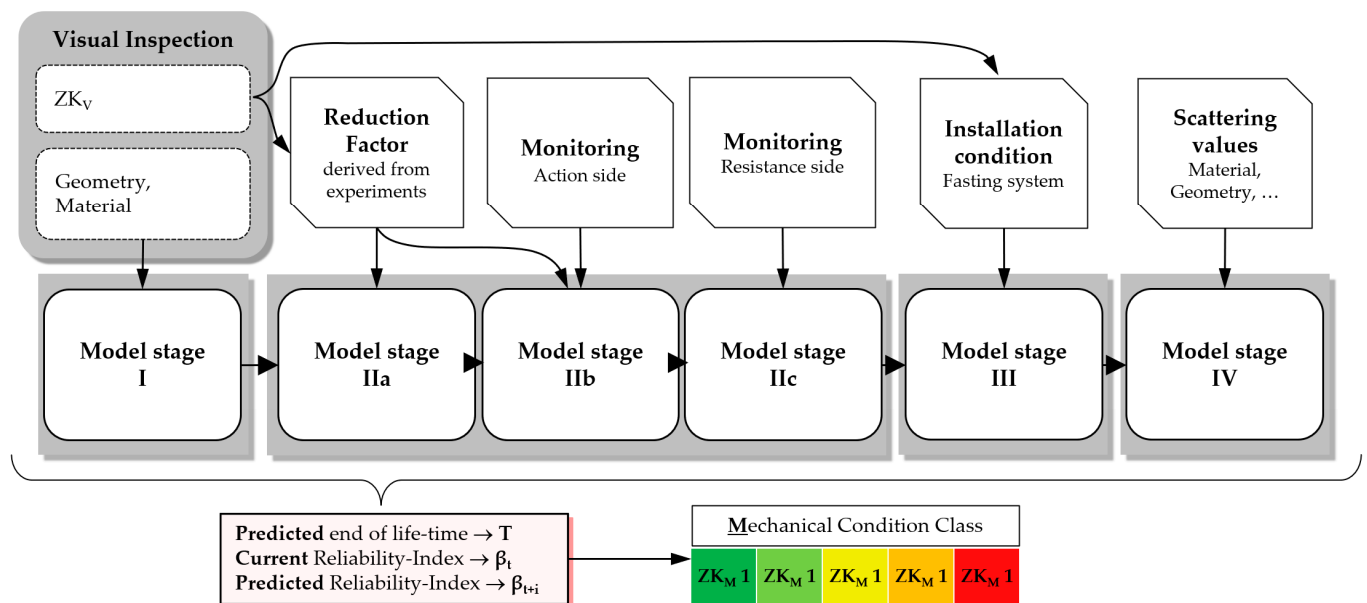 Visual Inspection
ZKV
Geometry,
Material
Reduction
Factor
derived from
experiments
Monitoring
Action side
Monitoring
Resistance side
Installation
condition
Fasting system
Scattering
values
Material,
Geometry, …
Model stage
I
Model stage
IIa
Model stage
IIb
Model stage
IIc
Model stage
III
Model stage
IV
Predicted end of life-time → T
Current Reliability-Index → βt
Predicted Reliability-Index → βt+i
Mechanical Condition Class
ZKM 1
ZKM 1
ZKM 1
ZKM 1
ZKM 1